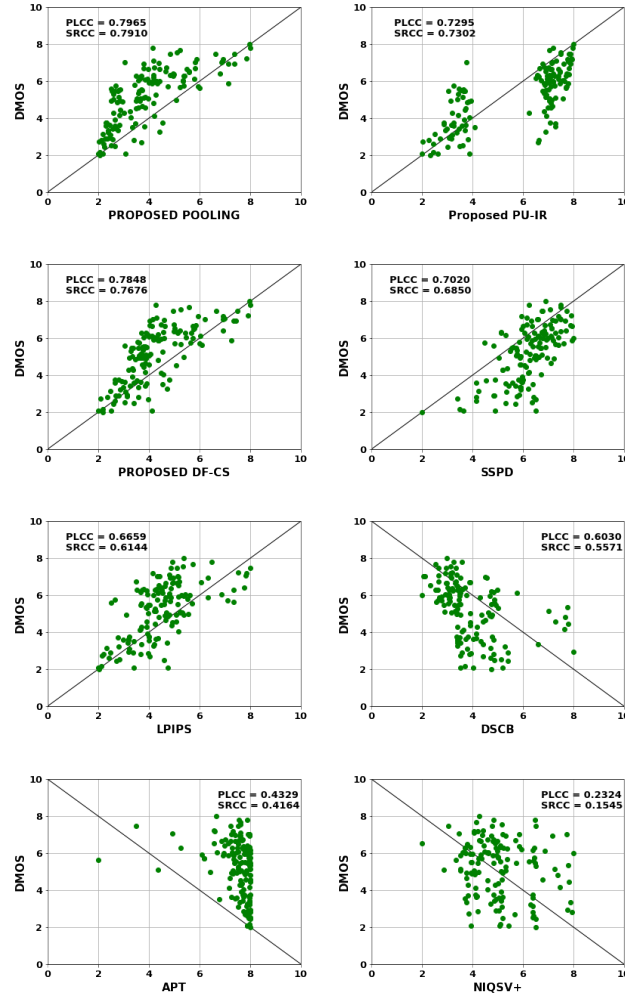 PLCC = 0.7965
SRCC = 0.7910
DMOS
10
8
6
4
2
0
0 2 4 6 8 10
PROPOSED POOLING
PLCC = 0.7295
SRCC = 0.7302
DMOS
10
8
6
4
2
0
0 2 4 6 8 10
Proposed PU-IR
PLCC = 0.7848
SRCC = 0.7676
DMOS
10
8
6
4
2
0
0 2 4 6 8 10
PROPOSED DF-CS
PLCC = 0.7020
SRCC = 0.6850
DMOS
10
8
6
4
2
0
0 2 4 6 8 10
SSPD
PLCC = 0.6659
SRCC = 0.6144
DMOS
10
8
6
4
2
0
0 2 4 6 8 10
LPIPS
PLCC = 0.6030
SRCC = 0.5571
DMOS
10
8
6
4
2
0
0 2 4 6 8 10
DSCB
PLCC = 0.4329
SRCC = 0.4164
DMOS
10
8
6
4
2
0
0 2 4 6 8 10
APT
PLCC = 0.2324
SRCC = 0.1545
DMOS
10
8
6
4
2
0
0 2 4 6 8 10
NIQSV+